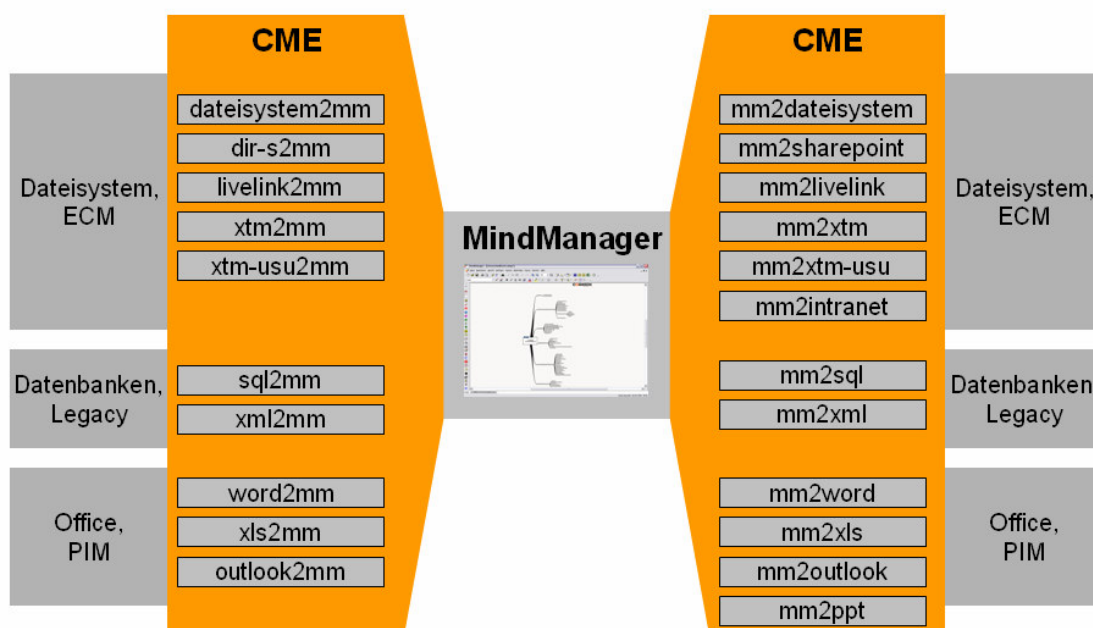 CME
Dateisystem,
ECM
dateisystem2mm
dir-s2mm
livelink2mm
xtm2mm
xtm-usu2mm
Datenbanken,
Legacy
sql2mm
xml2mm
Office,
PIM
word2mm
xls2mm
outlook2mm
MindManager
CME
mm2dateisystem
mm2sharepoint
mm2livelink
mm2xtm
mm2xtm-usu
mm2intranet
Dateisystem,
ECM
mm2sql
mm2xml
Datenbanken
Legacy
mm2word
mm2xls
mm2outlook
mm2ppt
Office,
PIM